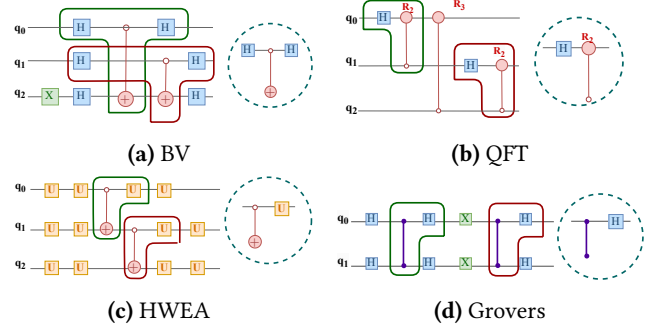 q0 H H H H
q1 H H
q2 X H H
(a) BV
R2 R3
q0 H H R2
q1 H R2
q2
(b) QFT
q0 U U U U U
q1 U U U U
q2 U U U U
(c) HWEA
q0 H H X H H
q1 H H X H
(d) Grovers